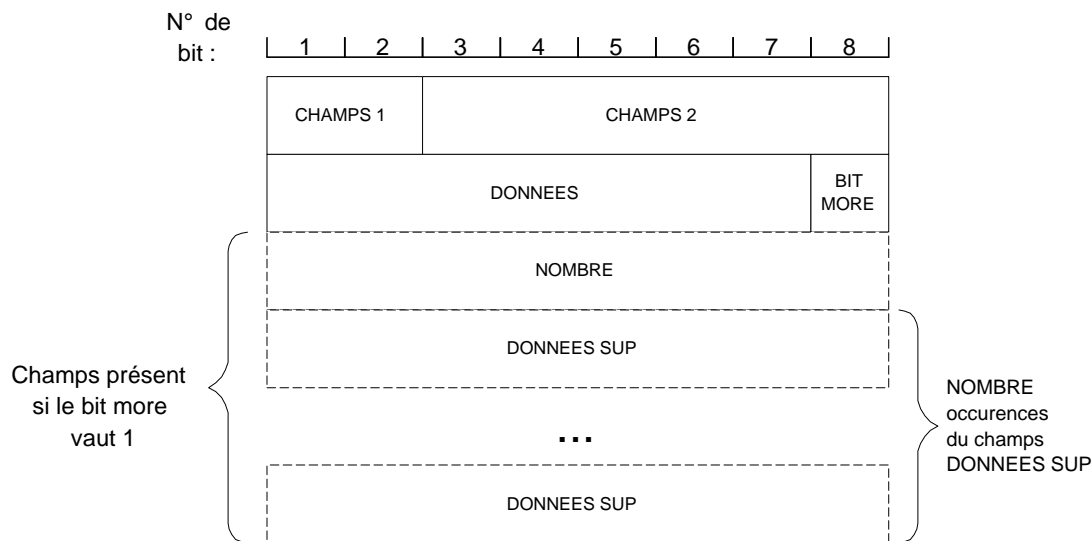 N° de
bit :
1 2 3 4 5 6 7 8
CHAMPS 1
CHAMPS 2
DONNEES
BIT
MORE
NOMBRE
DONNEES SUP
Champs présent
si le bit more
vaut 1
...
NOMBRE
occurences
du champs
DONNEES SUP
DONNEES SUP